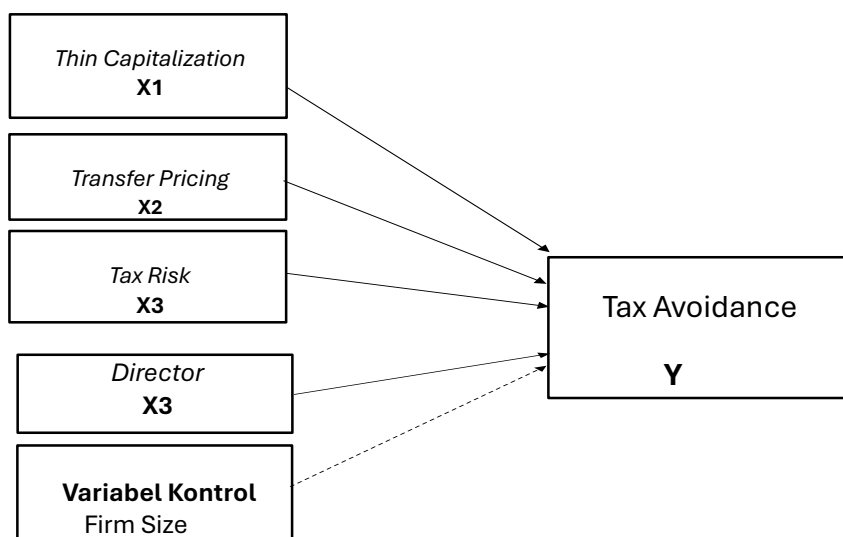 Thin Capitalization
X1
Transfer Pricing
X2
Tax Risk
X3
Director
X3
Variabel Kontrol
Firm Size
Tax Avoidance
Y